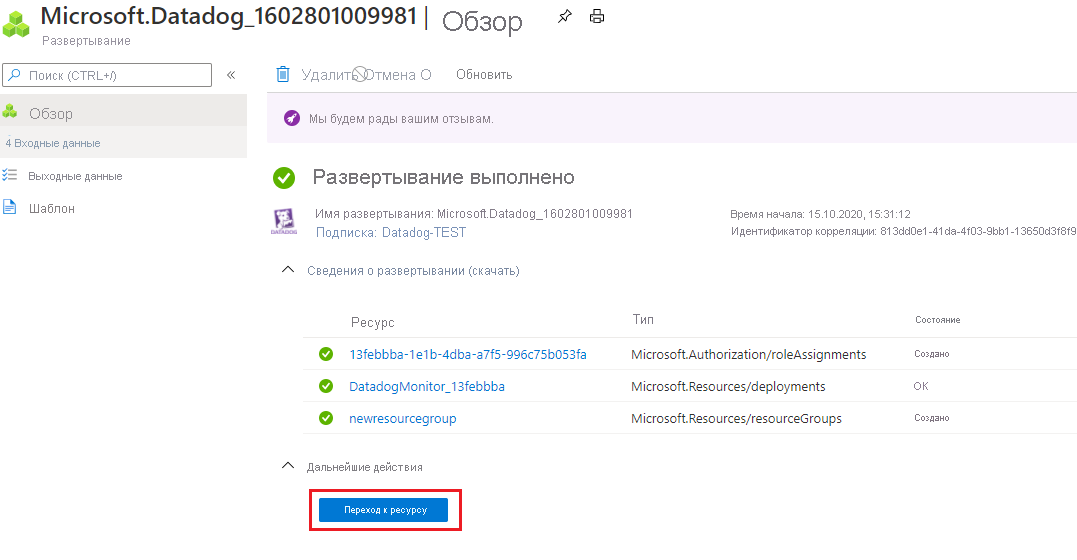 Microsoft.Datadog_1602801009981 | Обзор
Развертывание
Поиск (CTRL+/)
«
Удалить Отмена О Обновить
Обзор
4 Входные данные
Выходные данные
Шаблон
Мы будем рады вашим отзывам.
Развертывание выполнено
DATADOG
Имя развертывания: Microsoft.Datadog_1602801009981
Подписка: Datadog-TEST
Время начала: 15.10.2020, 15:31:12
Идентификатор корреляции: 813dd0e1-41da-4f03-9bb1-13650d3f8f9
Сведения о развертывании (скачать)
Ресурс Тип Состояние
13febbba-1e1b-4dba-a7f5-996c75b053fa Microsoft.Authorization/roleAssignments Создано
DatadogMonitor_13febbba Microsoft.Resources/deployments ОК
newresourcegroup Microsoft.Resources/resourceGroups Создано
Дальнейшие действия
Переход к ресурсу